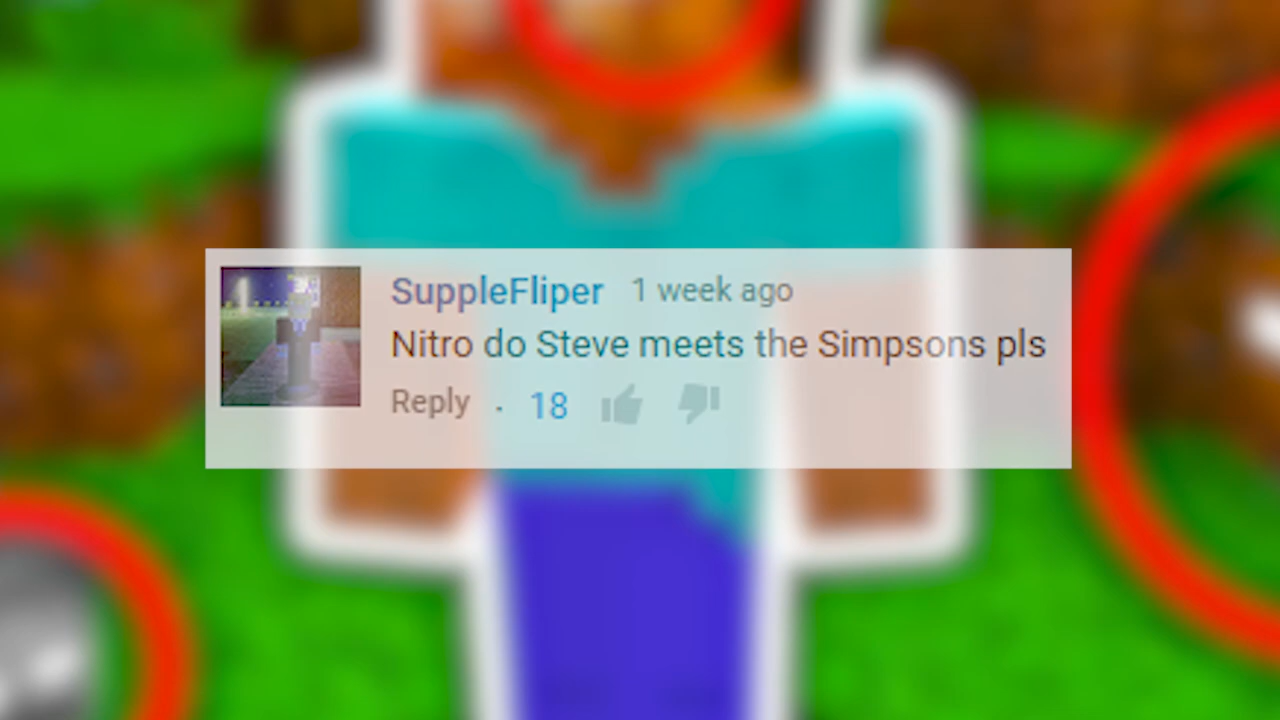 SuppleFliper 1 week ago
Nitro do Steve meets the Simpsons pls
Reply · 18